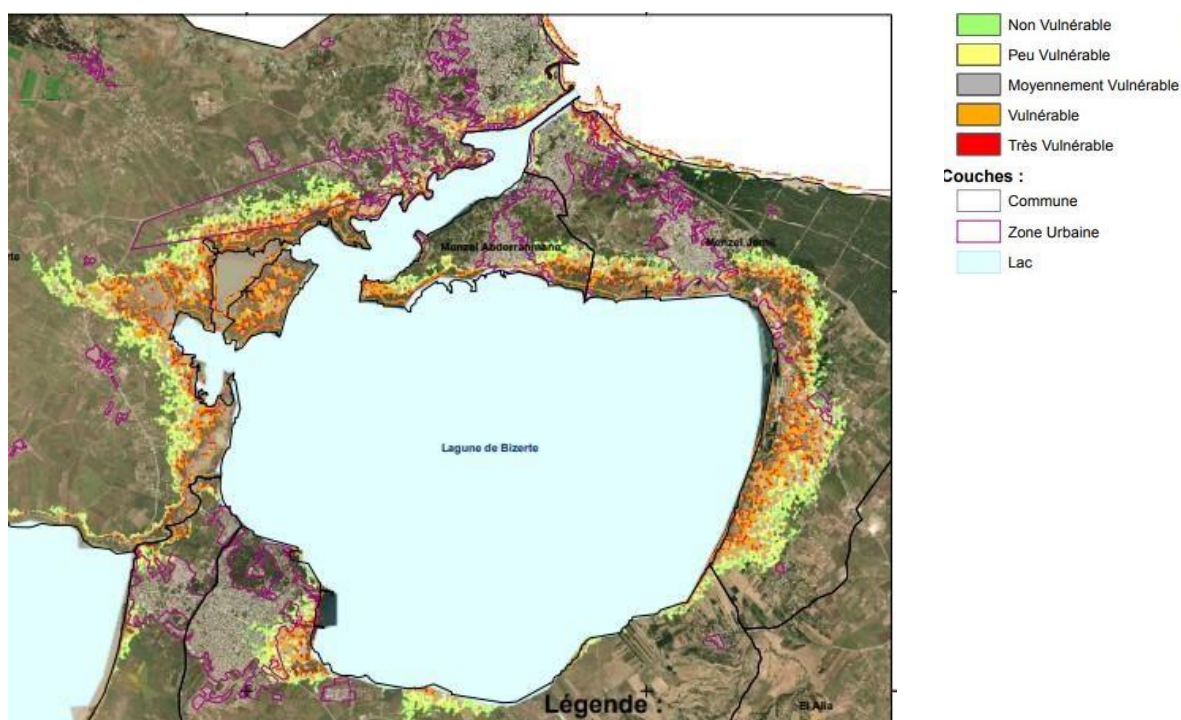 Non Vulnérable
Peu Vulnérable
Moyennement Vulnérable
Vulnérable
Très Vulnérable
Couches :
Commune
Zone Urbaine
Lac
Menzel Abderrahmane
Menzel Jemil
Lagune de Bizerte
Légende :
El Alia